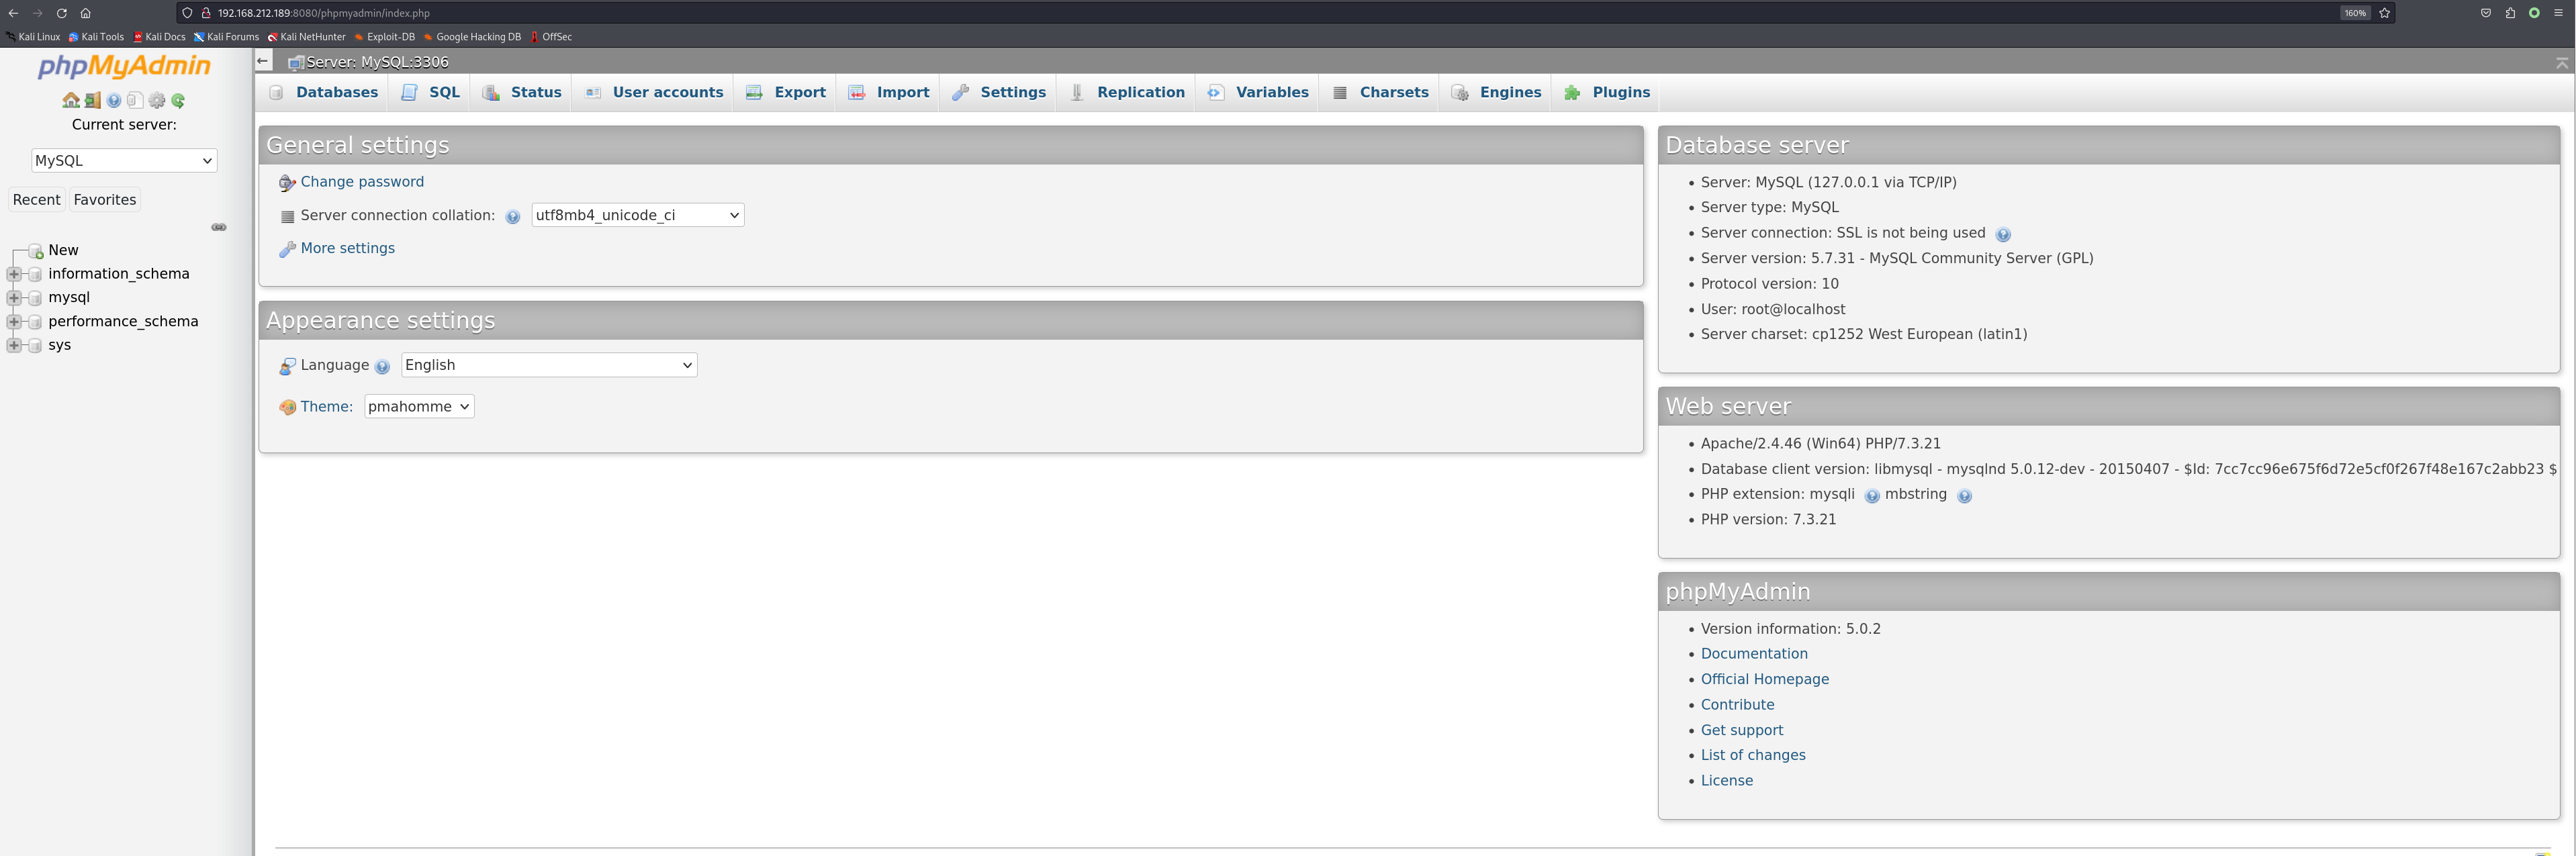 192.168.212.189:8080/phpmyadmin/index.php
160%
Kali Linux Kali Tools Kali Docs Kali Forums Kali NetHunter Exploit-DB Google Hacking DB OffSec
phpMyAdmin
Current server:
MySQL
Recent Favorites
New
information_schema
mysql
performance_schema
sys
Server: MySQL:3306
Databases SQL Status User accounts Export Import Settings Replication Variables Charsets Engines Plugins
General settings
Change password
Server connection collation: utf8mb4_unicode_ci
More settings
Appearance settings
Language English
Theme: pmahomme
Database server
Server: MySQL (127.0.0.1 via TCP/IP)
Server type: MySQL
Server connection: SSL is not being used
Server version: 5.7.31 - MySQL Community Server (GPL)
Protocol version: 10
User: root@localhost
Server charset: cp1252 West European (latin1)
Web server
Apache/2.4.46 (Win64) PHP/7.3.21
Database client version: libmysql - mysqlnd 5.0.12-dev - 20150407 - $Id: 7cc7cc96e675f6d72e5cf0f267f48e167c2abb23 $
PHP extension: mysqli mbstring
PHP version: 7.3.21
phpMyAdmin
Version information: 5.0.2
Documentation
Official Homepage
Contribute
Get support
List of changes
License